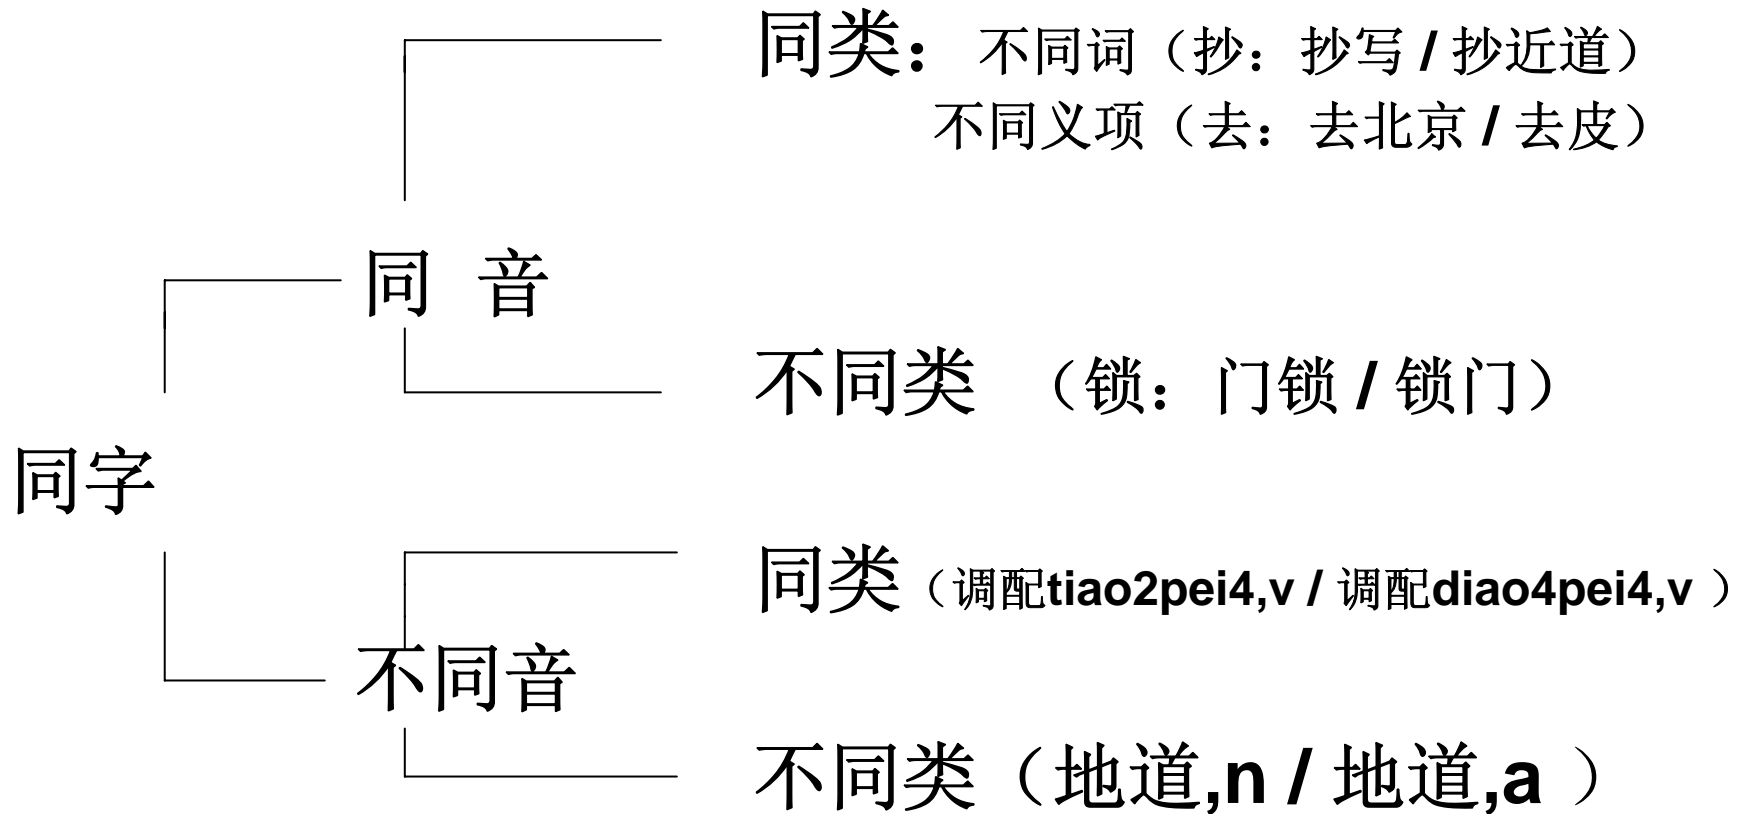 同类：不同词（抄：抄写 / 抄近道）
不同义项（去：去北京 / 去皮）
同 音
不同类 （锁：门锁 / 锁门）
同字
同类（调配tiao2pei4,v / 调配diao4pei4,v ）
不同音
不同类（地道,n / 地道,a ）